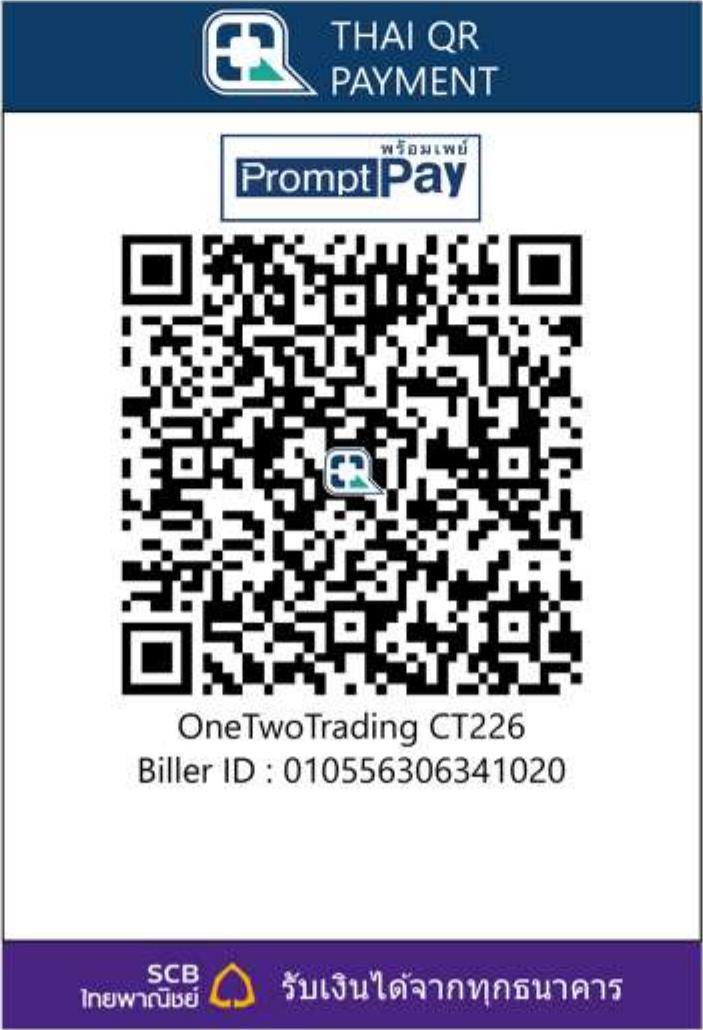 THAI QR
PAYMENT
พร้อมเพย์
PromptPay
OneTwoTrading CT226
Biller ID : 010556306341020
SCB
ไทยพาณิชย์
รับเงินได้จากทุกธนาคาร